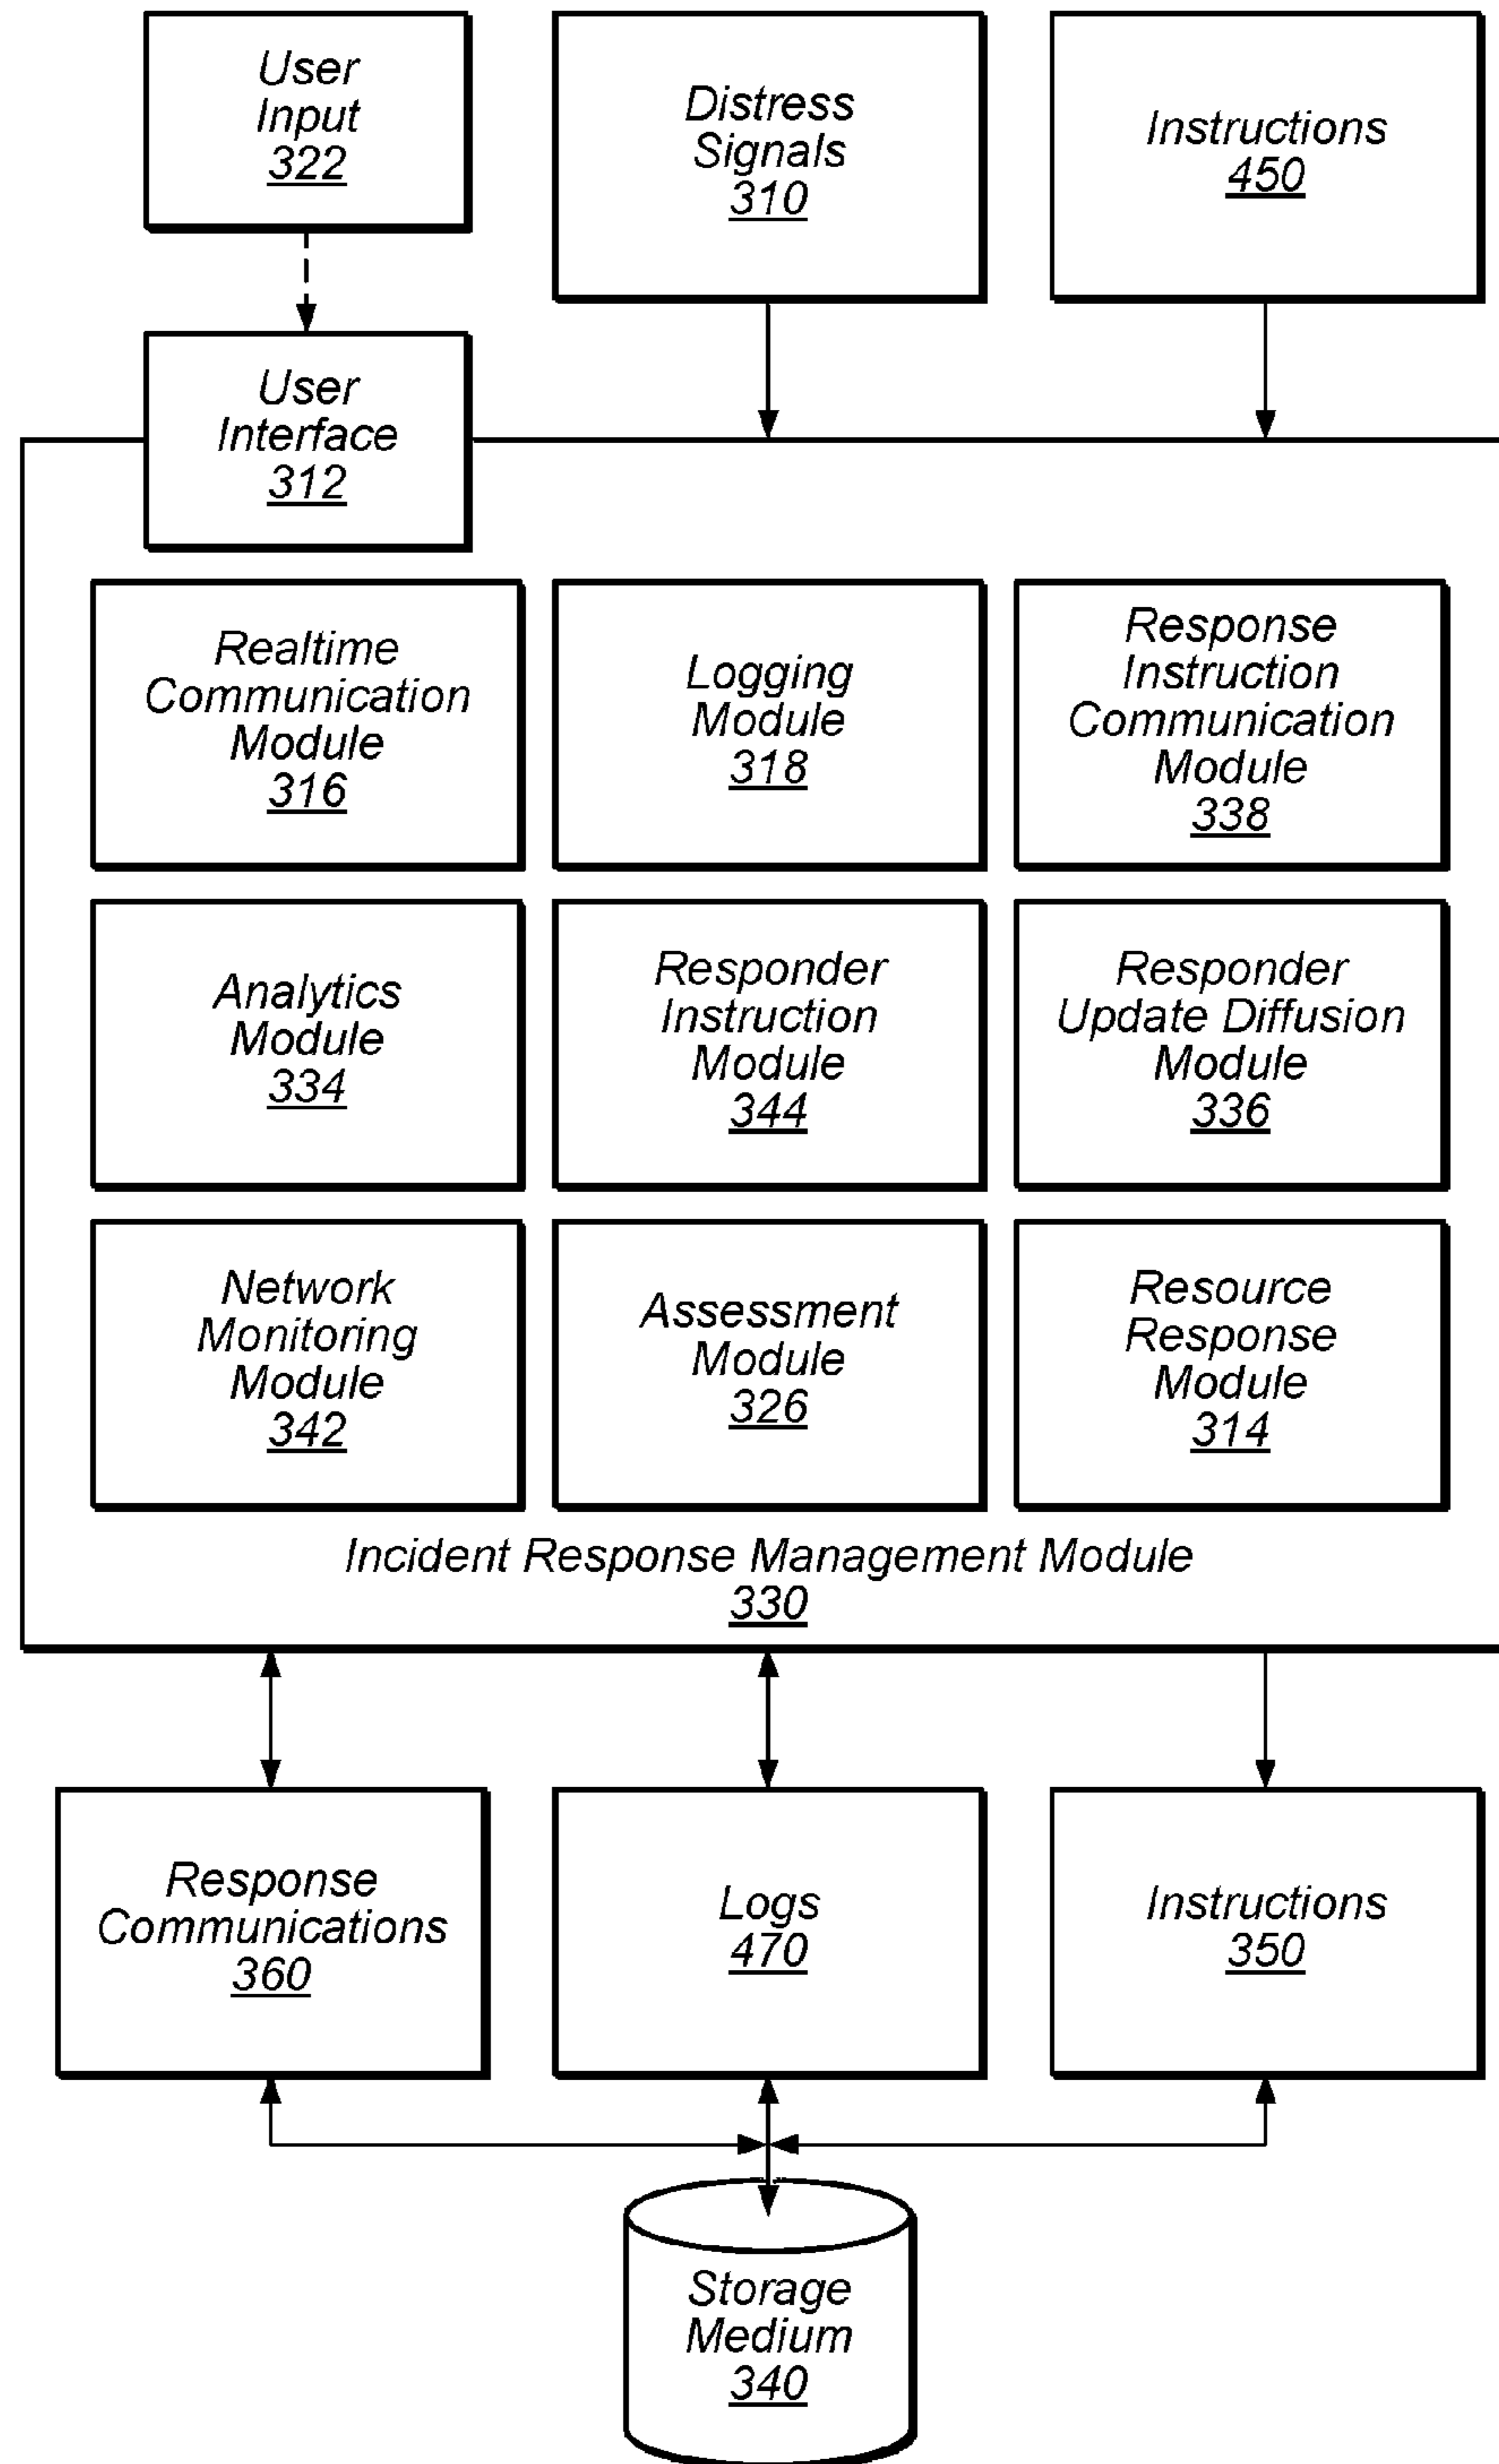 User
Input
322
Distress
Signals
310
Instructions
450
User
Interface
312
Realtime
Communication
Module
316
Logging
Module
318
Response
Instruction
Communication
Module
338
Analytics
Module
334
Responder
Instruction
Module
344
Responder
Update Diffusion
Module
336
Network
Monitoring
Module
342
Assessment
Module
326
Resource
Response
Module
314
Incident Response Management Module
330
Response
Communications
360
Logs
470
Instructions
350
Storage
Medium
340